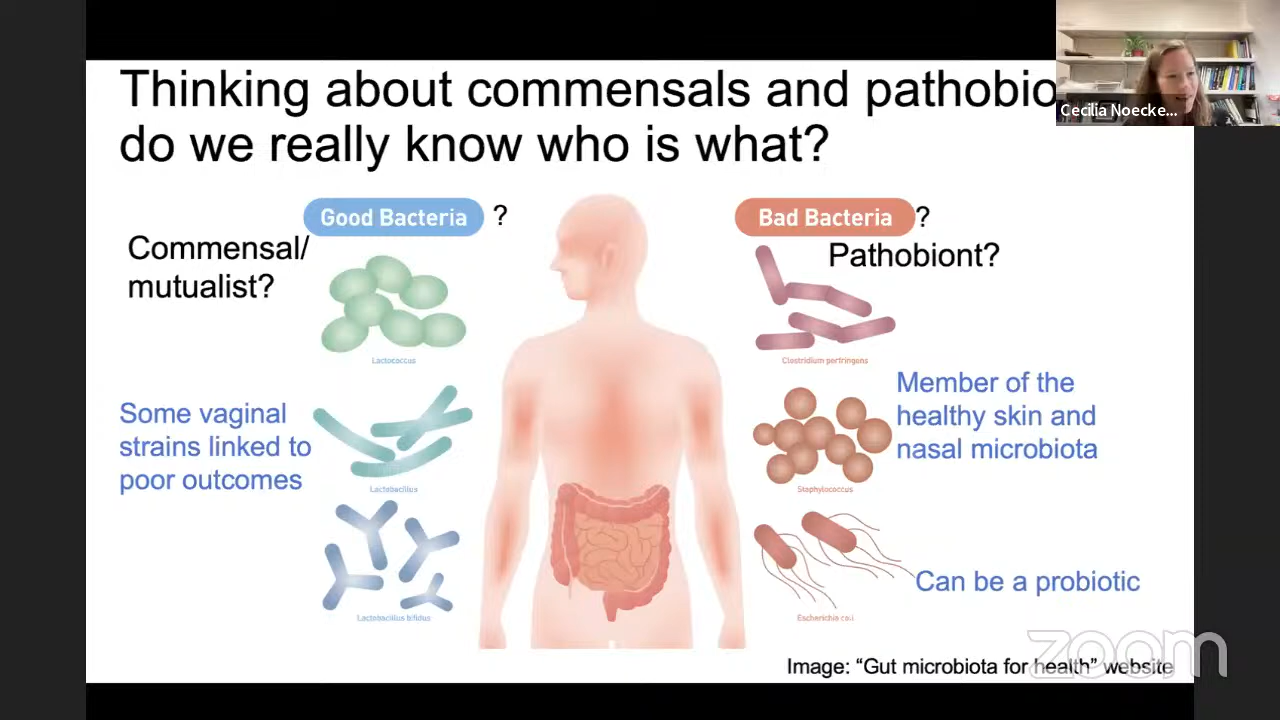 Thinking about commensals and pathobio
do we really know who is what?
Cecilia Noecke...
Good Bacteria
?
Commensal/
mutualist?
Lactococcus
Some vaginal
strains linked to
poor outcomes
Lactobacillus
Lactobacillus bifidus
Bad Bacteria
?
Pathobiont?
Clostridium perfringens
Member of the
healthy skin and
nasal microbiota
Staphylococcus
Can be a probiotic
Escherichia coli
Image: “Gut microbiota for health” website
zoom